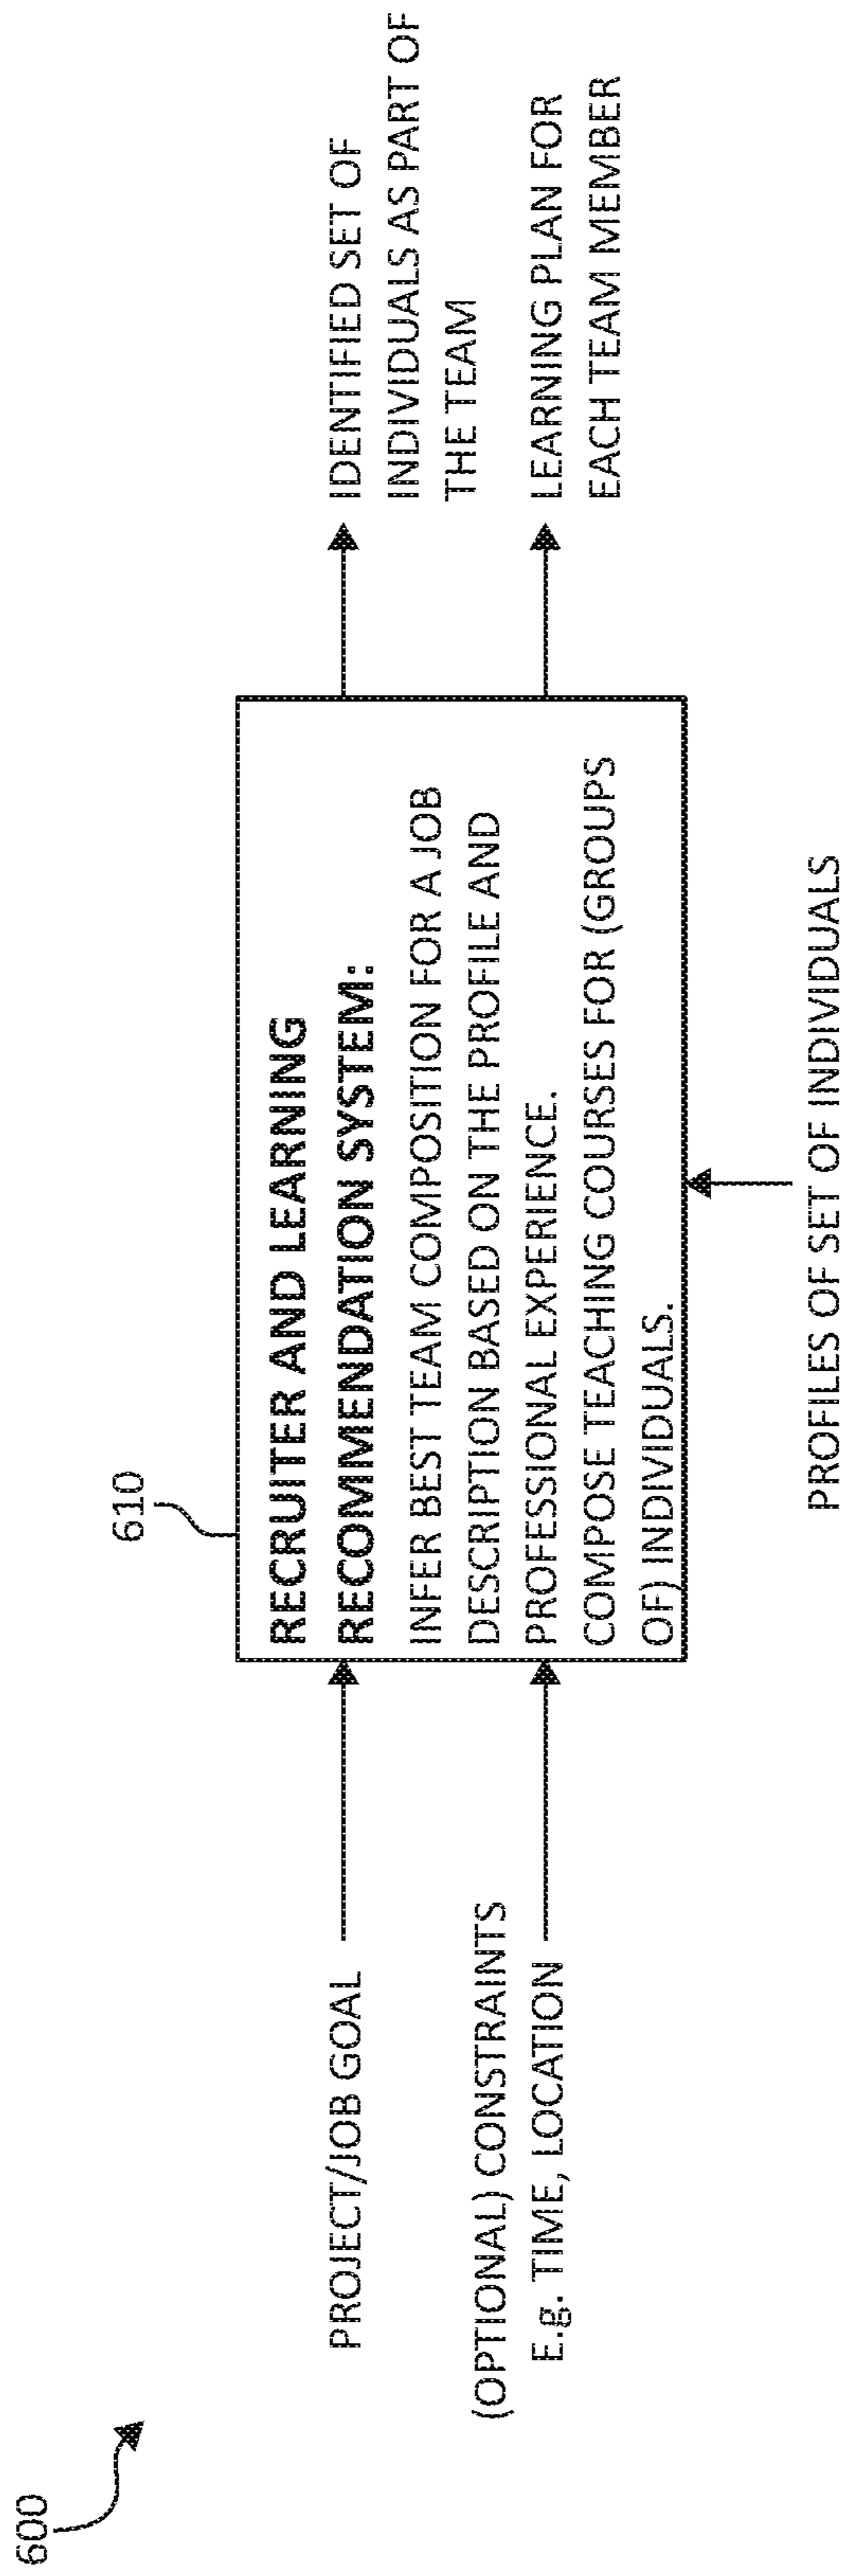 600
610
PROJECT/JOB GOAL
(OPTIONAL) CONSTRAINTS
E.g. TIME, LOCATION
RECRUITER AND LEARNING
RECOMMENDATION SYSTEM:
INFER BEST TEAM COMPOSITION FOR A JOB
DESCRIPTION BASED ON THE PROFILE AND
PROFESSIONAL EXPERIENCE.
COMPOSE TEACHING COURSES FOR (GROUPS
OF) INDIVIDUALS.
IDENTIFIED SET OF
INDIVIDUALS AS PART OF
THE TEAM
LEARNING PLAN FOR
EACH TEAM MEMBER
PROFILES OF SET OF INDIVIDUALS